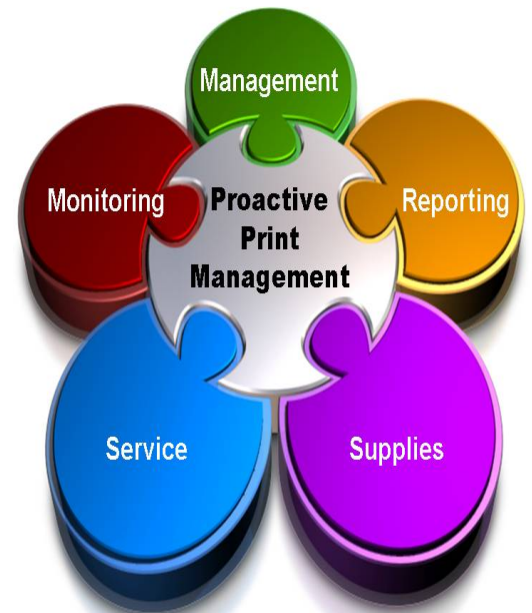 Management
Monitoring
Reporting
Proactive
Print
Management
Service
Supplies